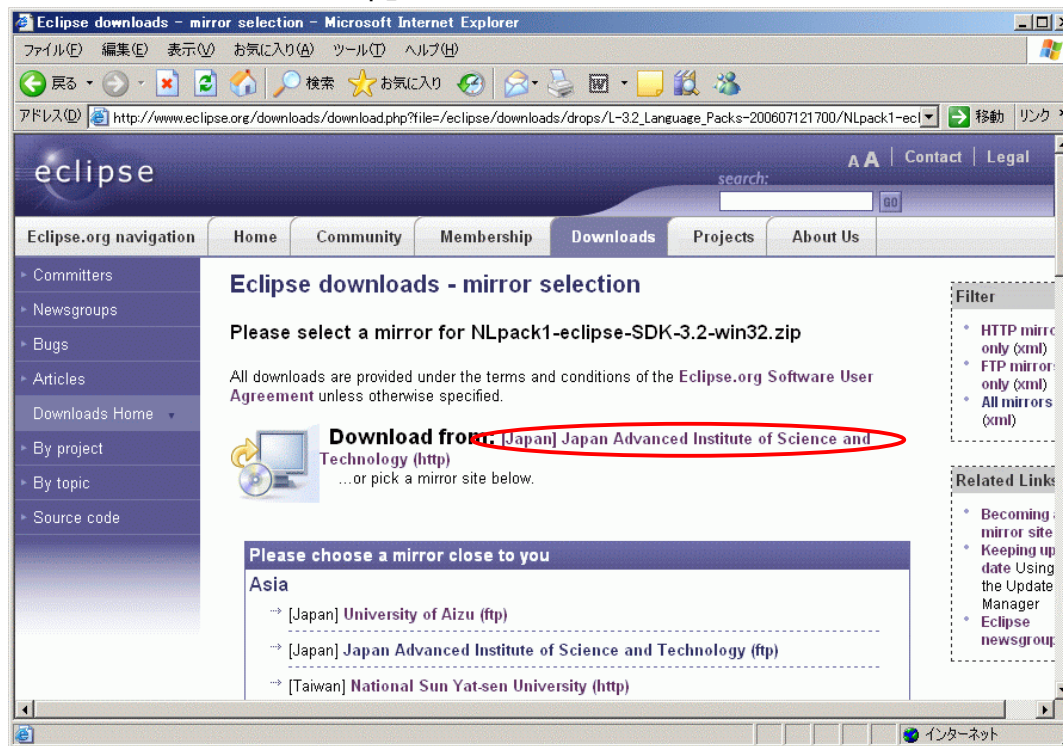 Eclipse downloads - mirror selection - Microsoft Internet Explorer
ファイル(F) 編集(E) 表示(V) お気に入り(A) ツール(T) ヘルプ(H)
戻る 検索 お気に入り
アドレス(D) http://www.eclipse.org/downloads/download.php?file=/eclipse/downloads/drops/L-3.2_Language_Packs-200607121700/NLpack1-ecl 移動 リンク
eclipse
A A | Contact | Legal
search:
GO
Eclipse.org navigation Home Community Membership Downloads Projects About Us
Committers
Newsgroups
Bugs
Articles
Downloads Home
By project
By topic
Source code
Eclipse downloads - mirror selection
Please select a mirror for NLpack1-eclipse-SDK-3.2-win32.zip
All downloads are provided under the terms and conditions of the Eclipse.org Software User
Agreement unless otherwise specified.
Download from: [Japan] Japan Advanced Institute of Science and
Technology (http)
...or pick a mirror site below.
Please choose a mirror close to you
Asia
[Japan] University of Aizu (ftp)
[Japan] Japan Advanced Institute of Science and Technology (ftp)
[Taiwan] National Sun Yat-sen University (http)
Filter
HTTP mirro
only (xml)
FTP mirror
only (xml)
All mirrors
(xml)
Related Links
Becoming a
mirror site
Keeping up
date Using
the Update
Manager
Eclipse
newsgroup
インターネット